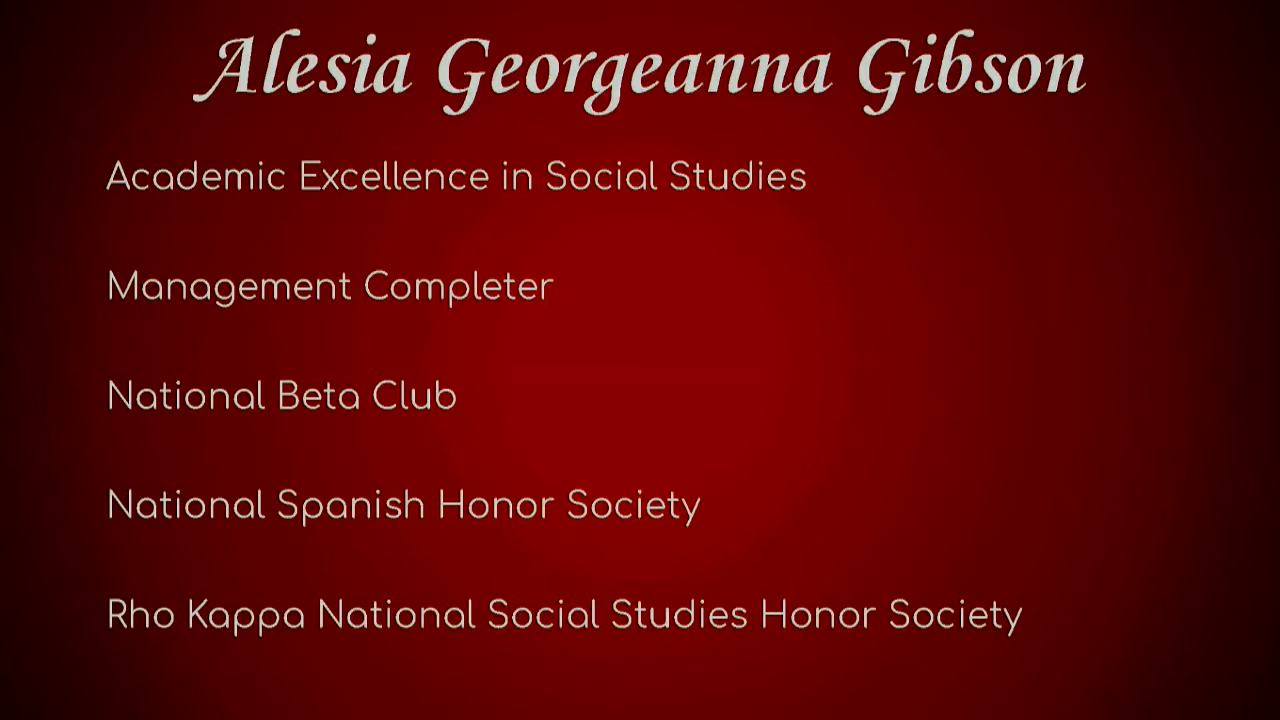 Alesia Georgeanna Gibson
Academic Excellence in Social Studies
Management Completer
National Beta Club
National Spanish Honor Society
Rho Kappa National Social Studies Honor Society